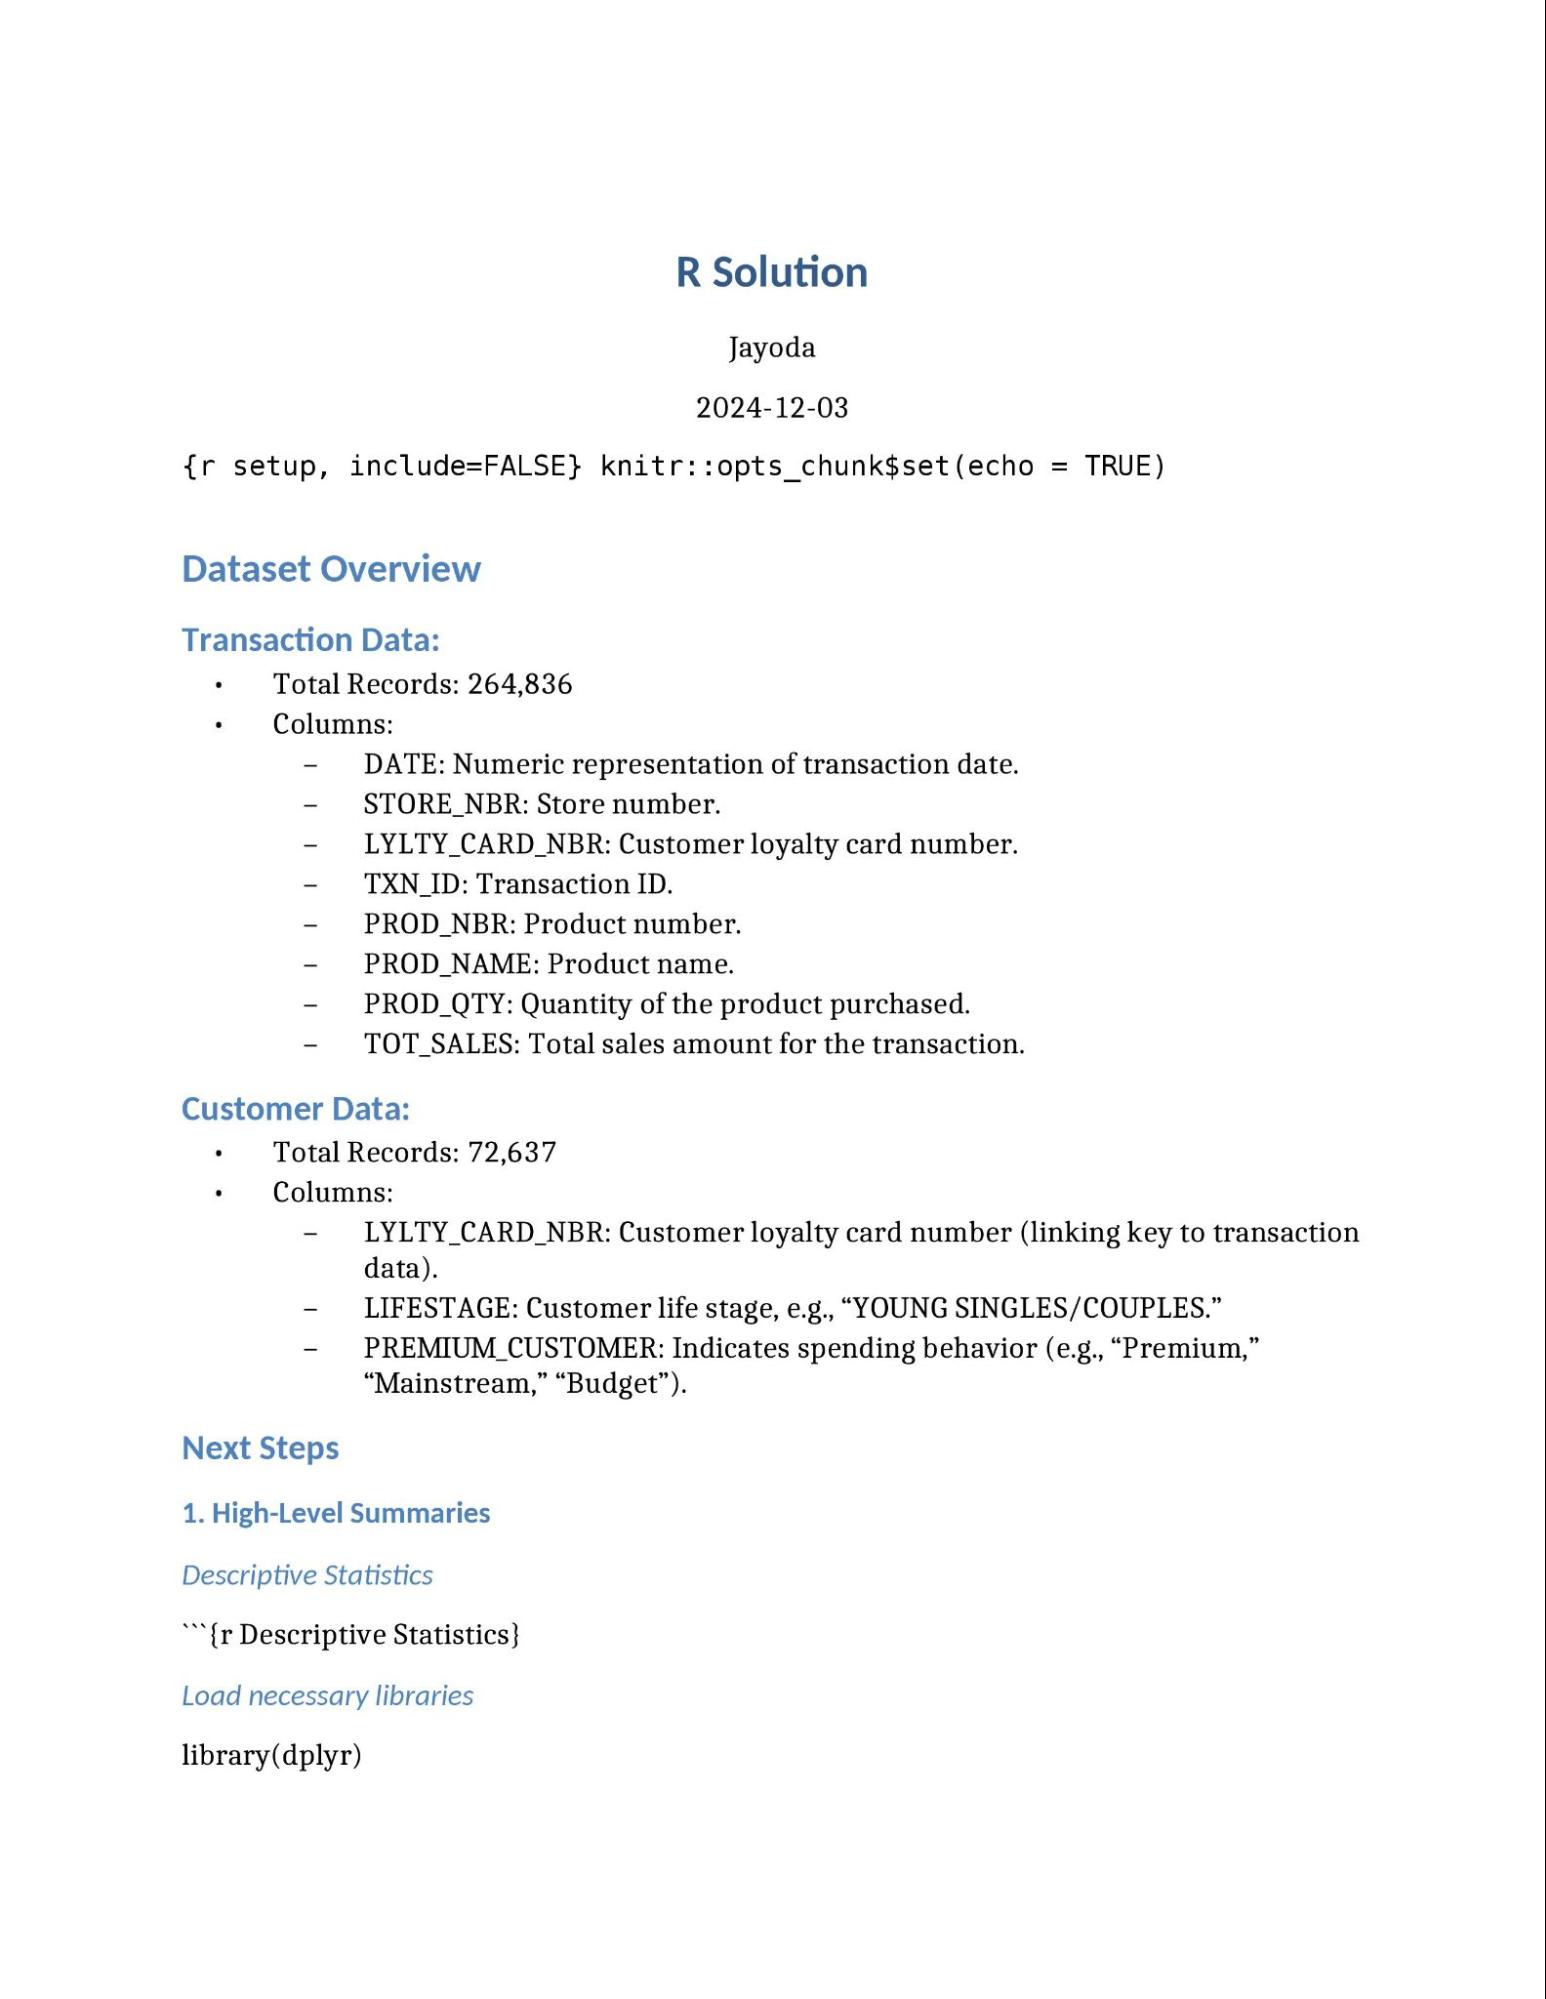 R Solution
Jayoda
2024-12-03
{r setup, include=FALSE} knitr::opts_chunk$set(echo = TRUE)
Dataset Overview
Transaction Data:
• Total Records: 264,836
• Columns:
– DATE: Numeric representation of transaction date.
– STORE_NBR: Store number.
– LYLTY_CARD_NBR: Customer loyalty card number.
– TXN_ID: Transaction ID.
– PROD_NBR: Product number.
– PROD_NAME: Product name.
– PROD_QTY: Quantity of the product purchased.
– TOT_SALES: Total sales amount for the transaction.
Customer Data:
• Total Records: 72,637
• Columns:
– LYLTY_CARD_NBR: Customer loyalty card number (linking key to transaction
data).
– LIFESTAGE: Customer life stage, e.g., “YOUNG SINGLES/COUPLES.”
– PREMIUM_CUSTOMER: Indicates spending behavior (e.g., “Premium,”
“Mainstream,” “Budget”).
Next Steps
1. High-Level Summaries
Descriptive Statistics
```{r Descriptive Statistics}
Load necessary libraries
library(dplyr)